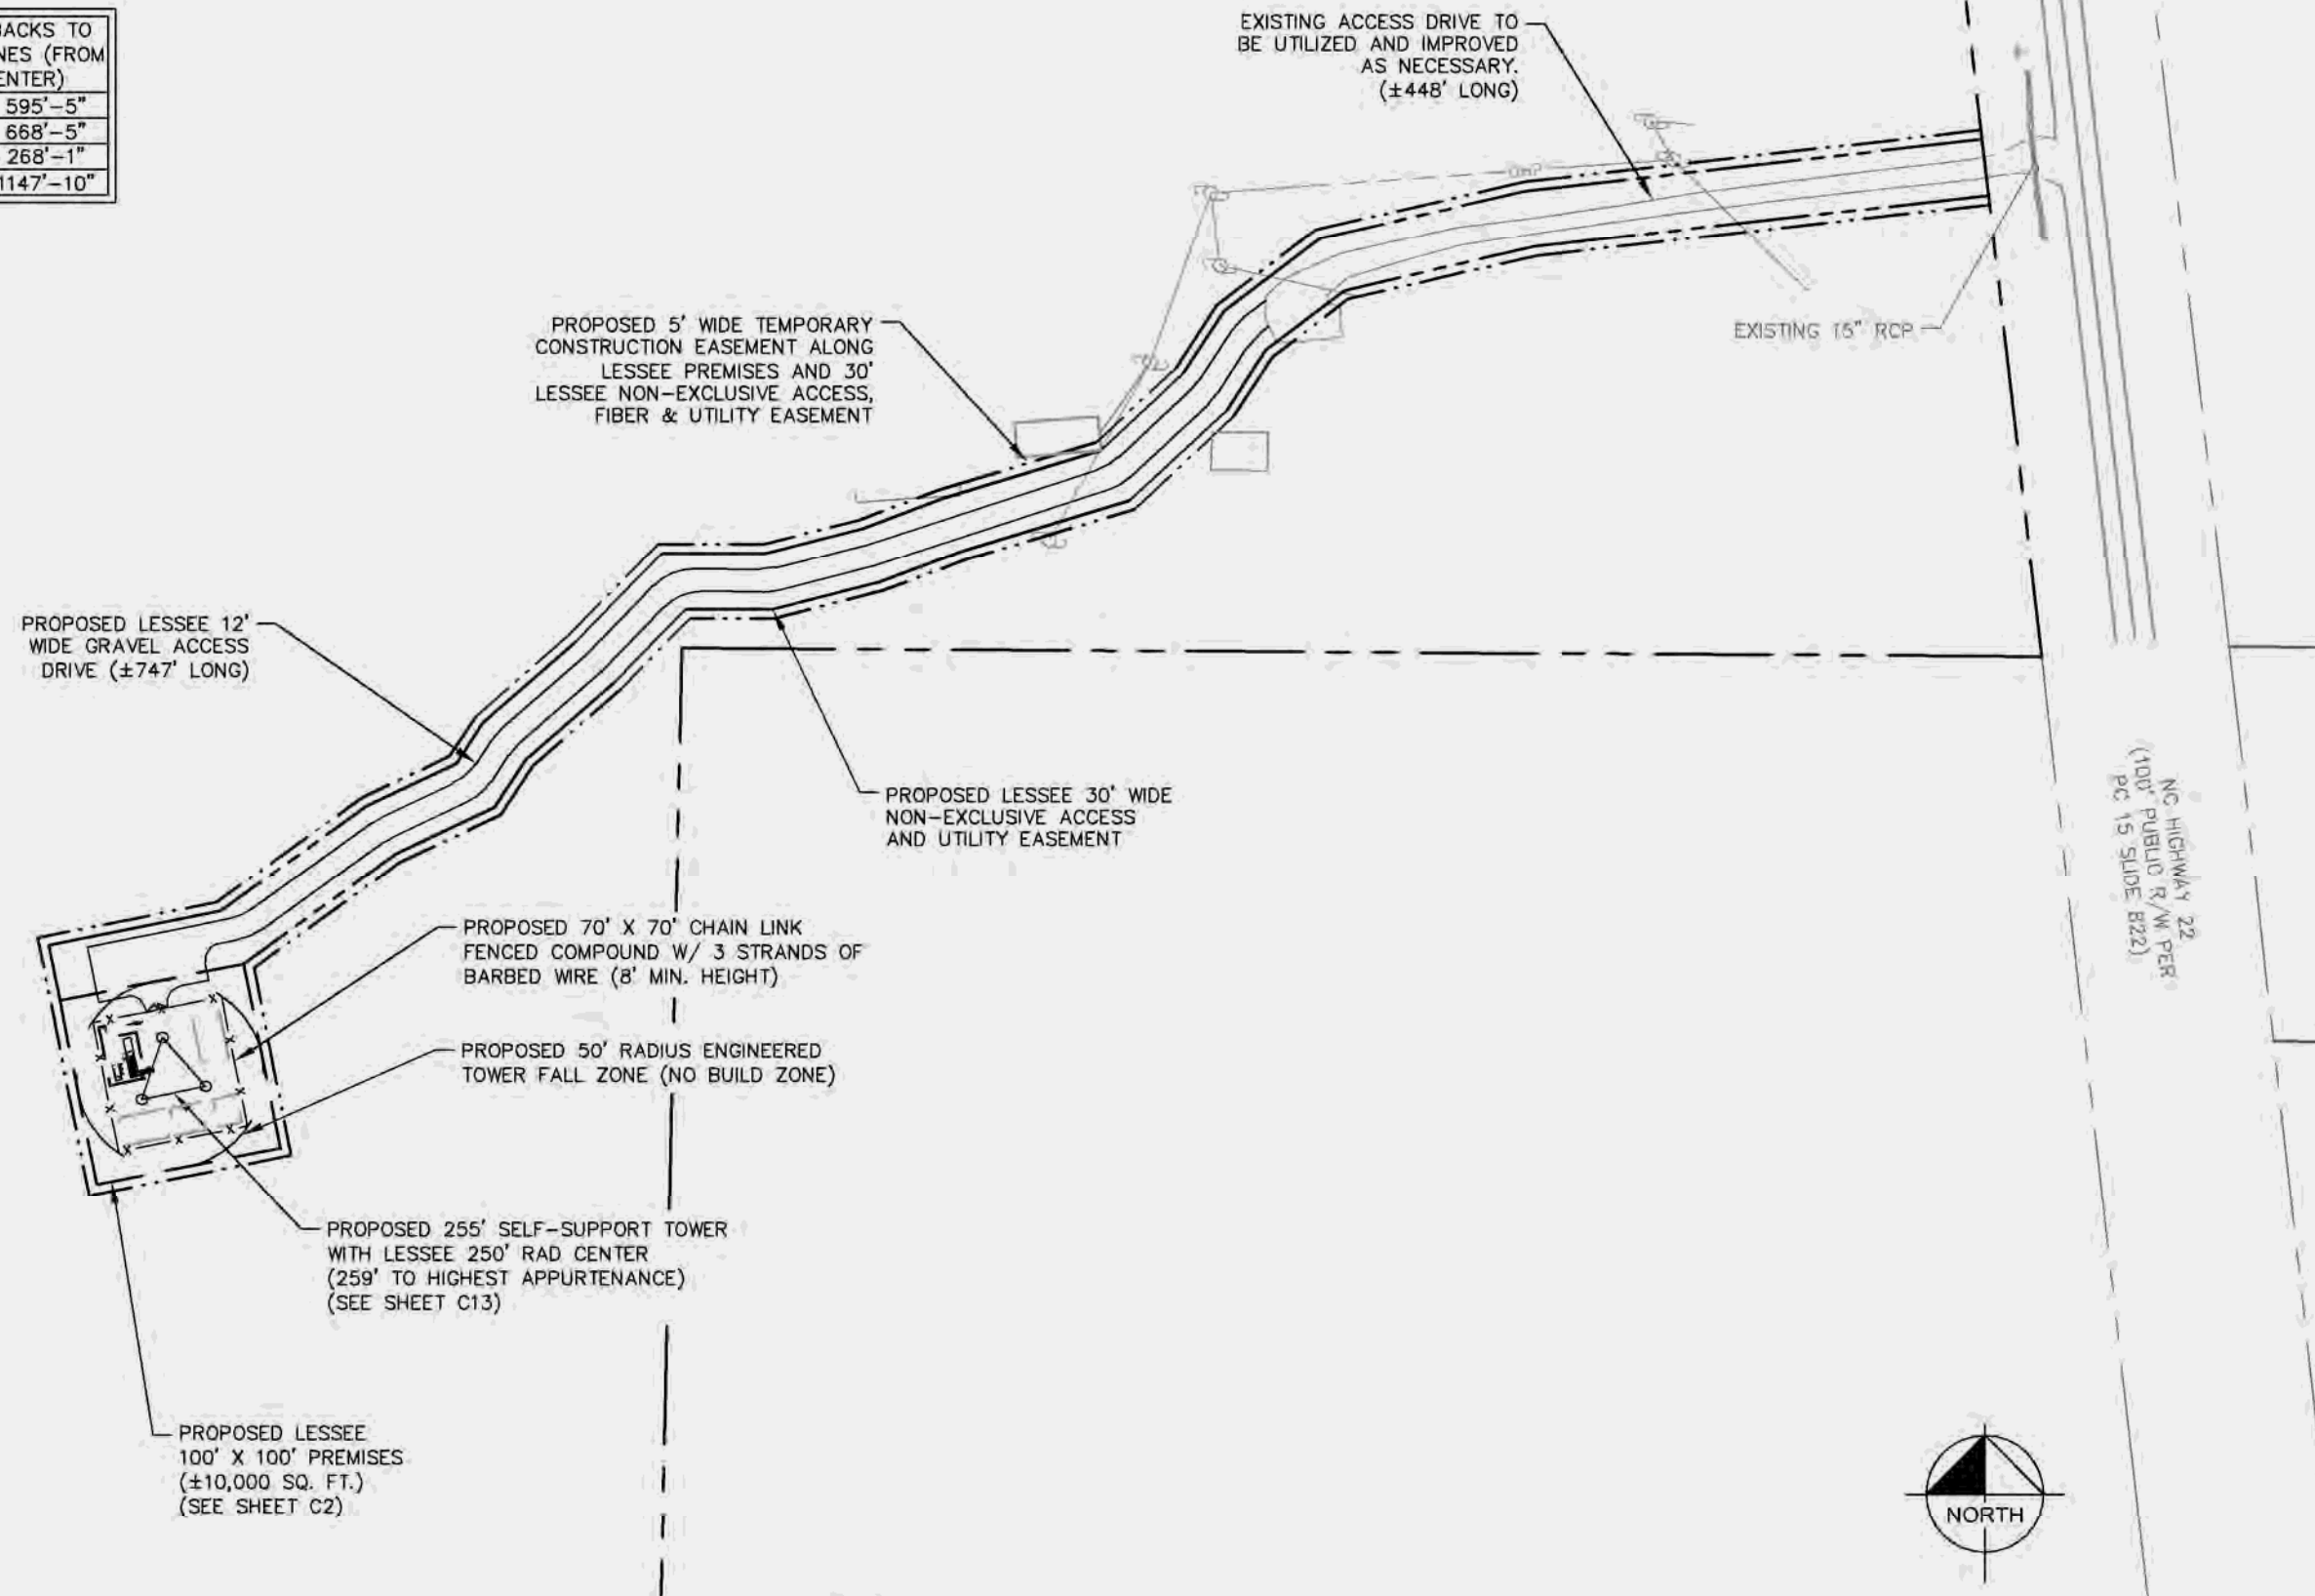 BACKS TO
NES (FROM
ENTER)
595'-5"
668'-5"
268'-1"
1147'-10"
EXISTING ACCESS DRIVE TO
BE UTILIZED AND IMPROVED
AS NECESSARY.
(±448' LONG)
EXISTING 15" RCP
PROPOSED 5' WIDE TEMPORARY
CONSTRUCTION EASEMENT ALONG
LESSEE PREMISES AND 30'
LESSEE NON-EXCLUSIVE ACCESS,
FIBER & UTILITY EASEMENT
PROPOSED LESSEE 12'
WIDE GRAVEL ACCESS
DRIVE (±747' LONG)
PROPOSED LESSEE 30' WIDE
NON-EXCLUSIVE ACCESS
AND UTILITY EASEMENT
NC HIGHWAY 22
(100' PUBLIC R/W PER
PC 15 SLIDE 822)
PROPOSED 70' X 70' CHAIN LINK
FENCED COMPOUND W/ 3 STRANDS OF
BARBED WIRE (8' MIN. HEIGHT)
PROPOSED 50' RADIUS ENGINEERED
TOWER FALL ZONE (NO BUILD ZONE)
PROPOSED 255' SELF-SUPPORT TOWER
WITH LESSEE 250' RAD CENTER
(259' TO HIGHEST APPURTENANCE)
(SEE SHEET C13)
PROPOSED LESSEE
100' X 100' PREMISES
(±10,000 SQ. FT.)
(SEE SHEET C2)
NORTH